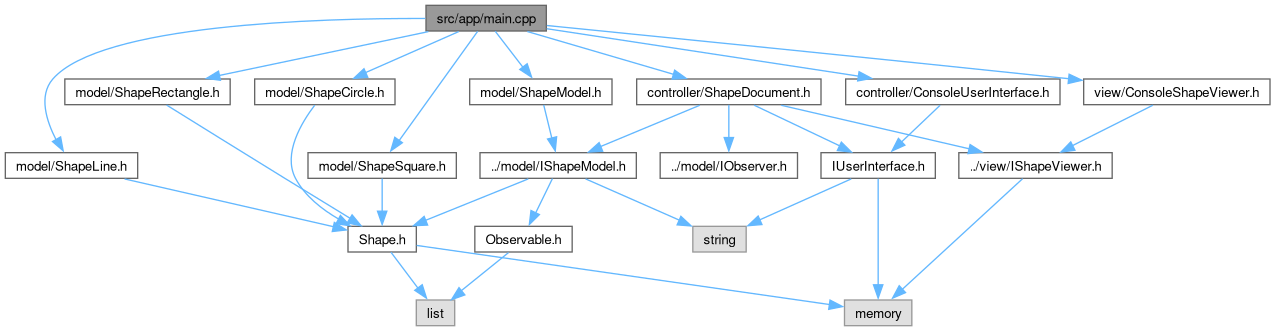 src/app/main.cpp
model/ShapeRectangle.h
model/ShapeCircle.h
model/ShapeModel.h
controller/ShapeDocument.h
controller/ConsoleUserInterface.h
view/ConsoleShapeViewer.h
model/ShapeLine.h
model/ShapeSquare.h
../model/IShapeModel.h
../model/IObserver.h
IUserInterface.h
../view/IShapeViewer.h
Shape.h
Observable.h
string
list
memory